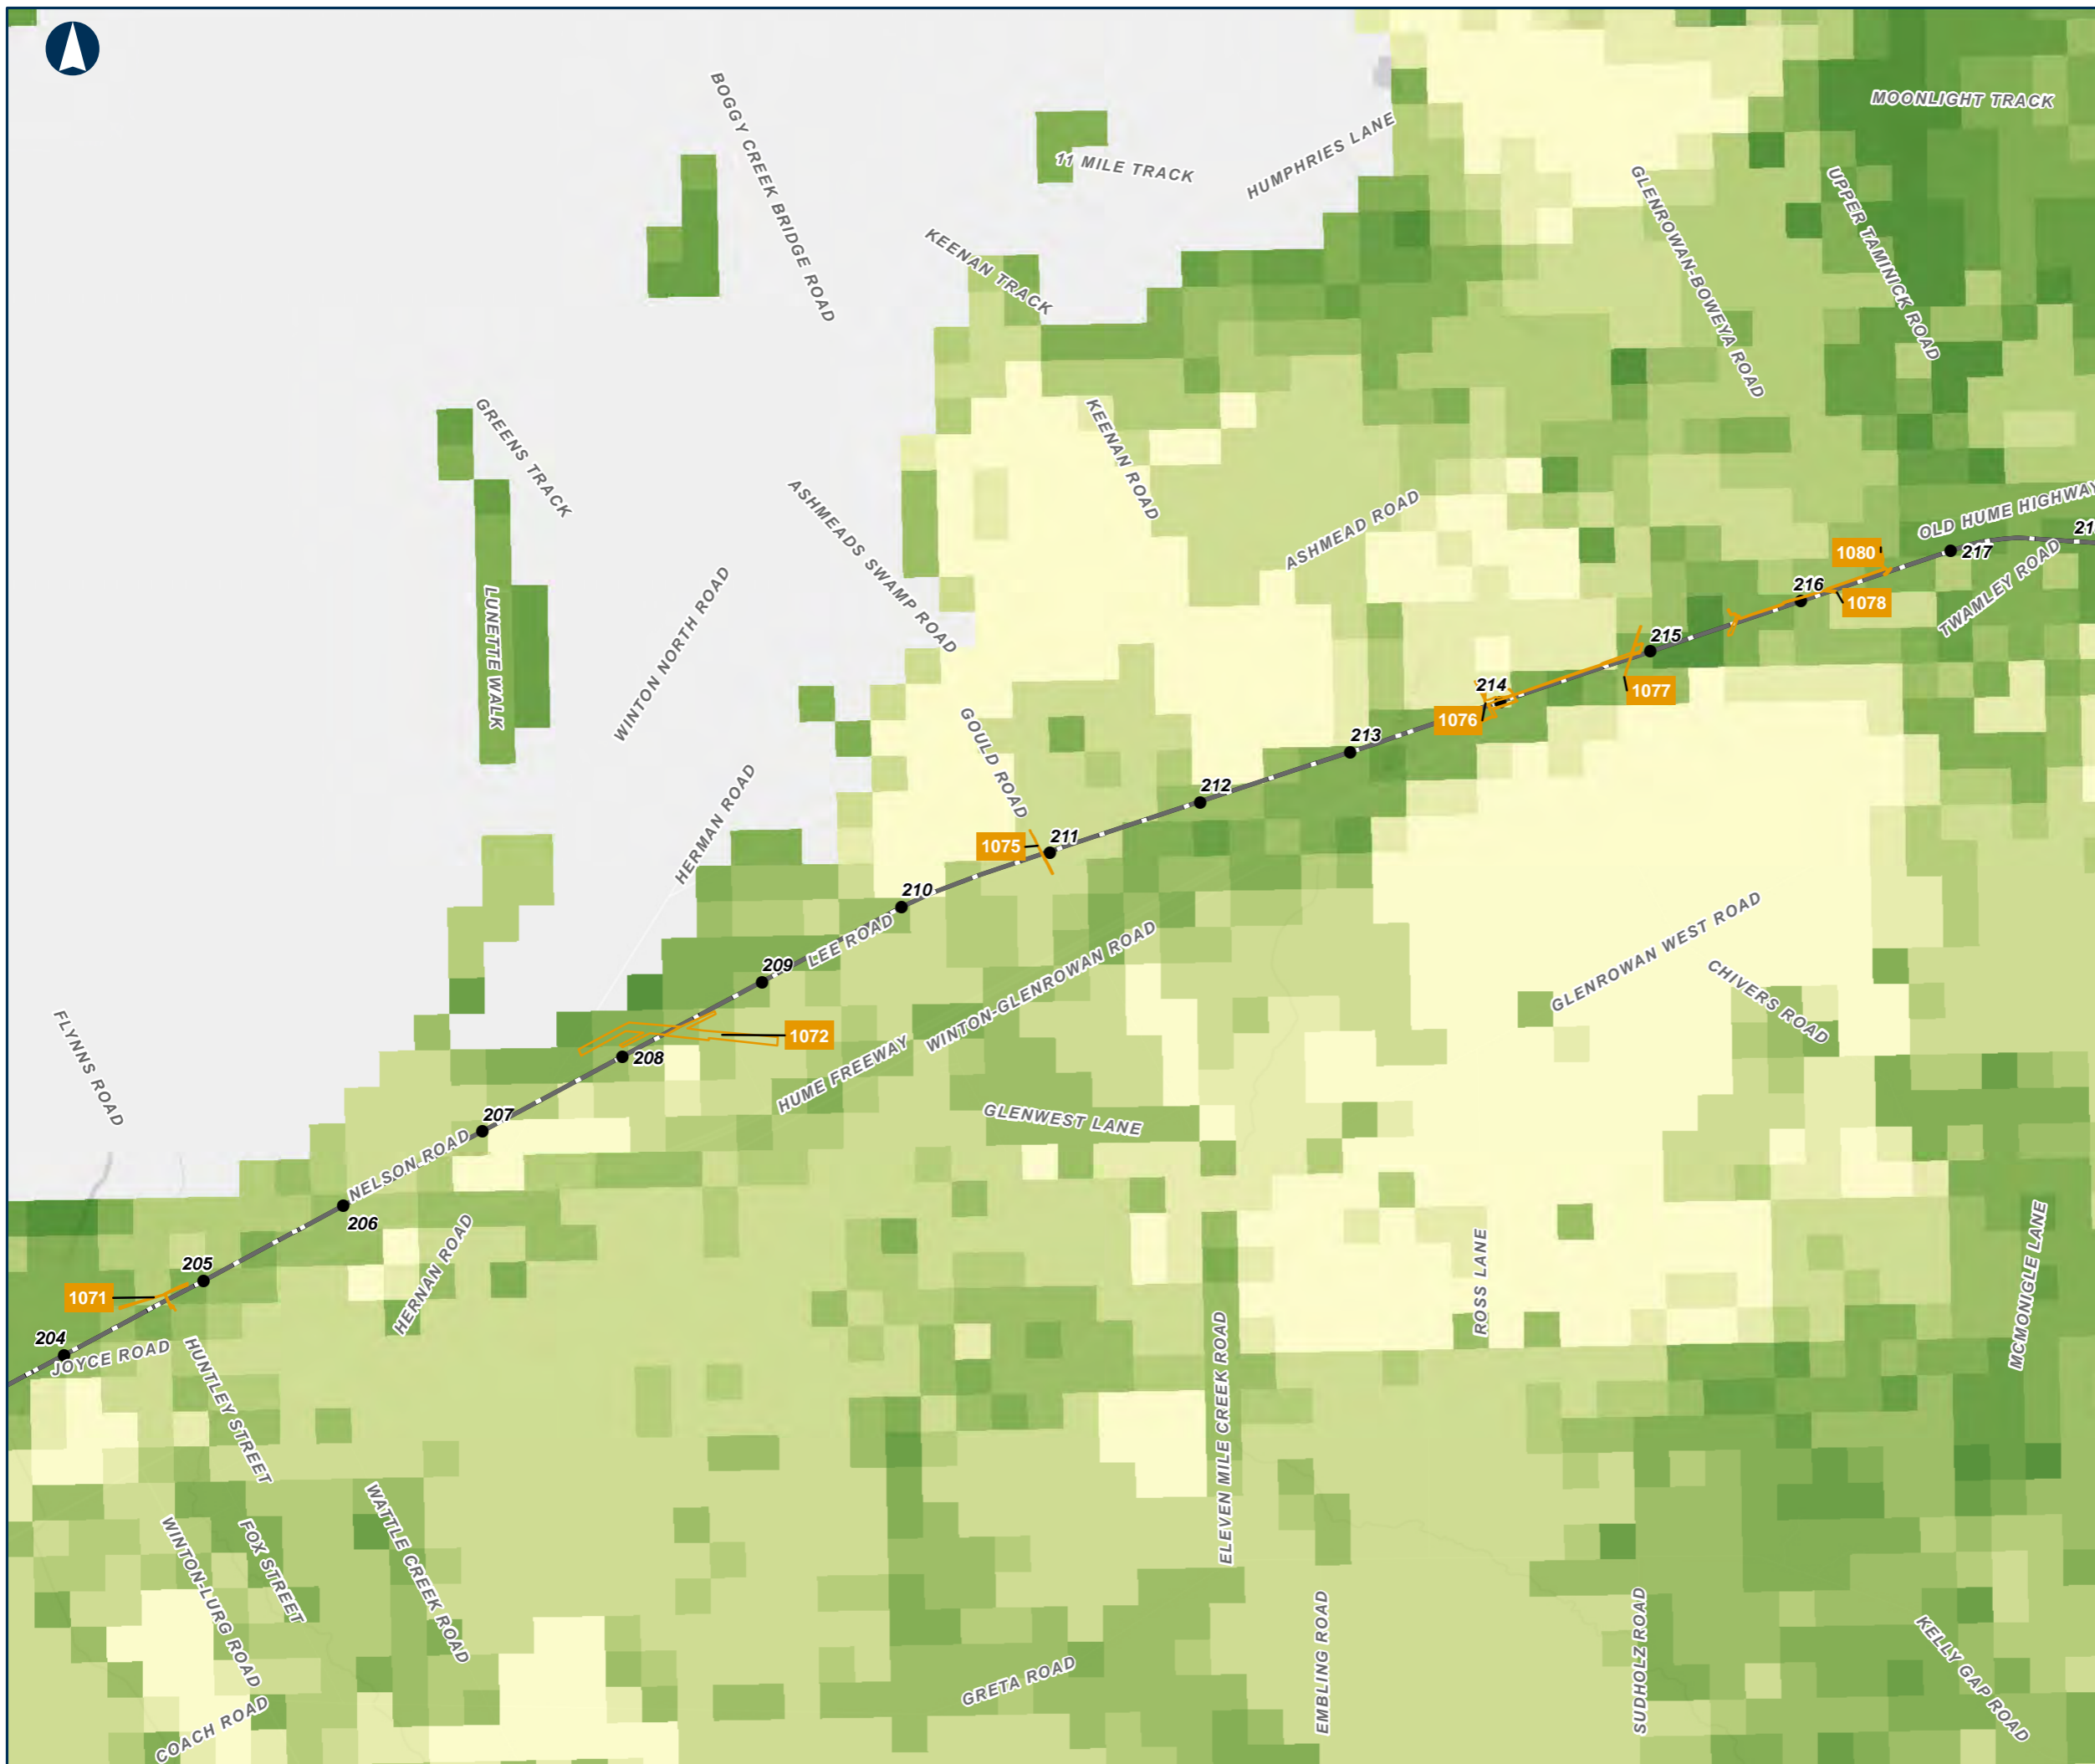 MOONLIGHT TRACK
BOGGY CREEK BRIDGE ROAD
HUMPHRIES LANE
11 MILE TRACK
GLENROWAN-BOWEYA ROAD
UPPER TAMINICK ROAD
KEENAN TRACK
GREENS TRACK
KEENAN ROAD
ASHMEADS SWAMP ROAD
ASHMEAD ROAD
OLD HUME HIGHWAY
1080
217
TWAMLEY ROAD
LUNETTE WALK
WINTON NORTH ROAD
216
1078
215
1077
214
1076
GOULD ROAD
213
HERMAN ROAD
212
1075
211
210
LEE ROAD
GLENROWAN WEST ROAD
WINTON-GLENROWAN ROAD
209
CHIVERS ROAD
FLYNNS ROAD
1072
208
HUME FREEWAY
207
GLENWEST LANE
NELSON ROAD
206
HERNAN ROAD
ROSS LANE
MCMONIGLE LANE
205
1071
204
JOYCE ROAD
HUNTLEY STREET
ELEVEN MILE CREEK ROAD
WATTLE CREEK ROAD
WINTON-LURG ROAD
FOX STREET
EMBLING ROAD
SUDHOLZ ROAD
KELLY GAP ROAD
GRETA ROAD
COACH ROAD